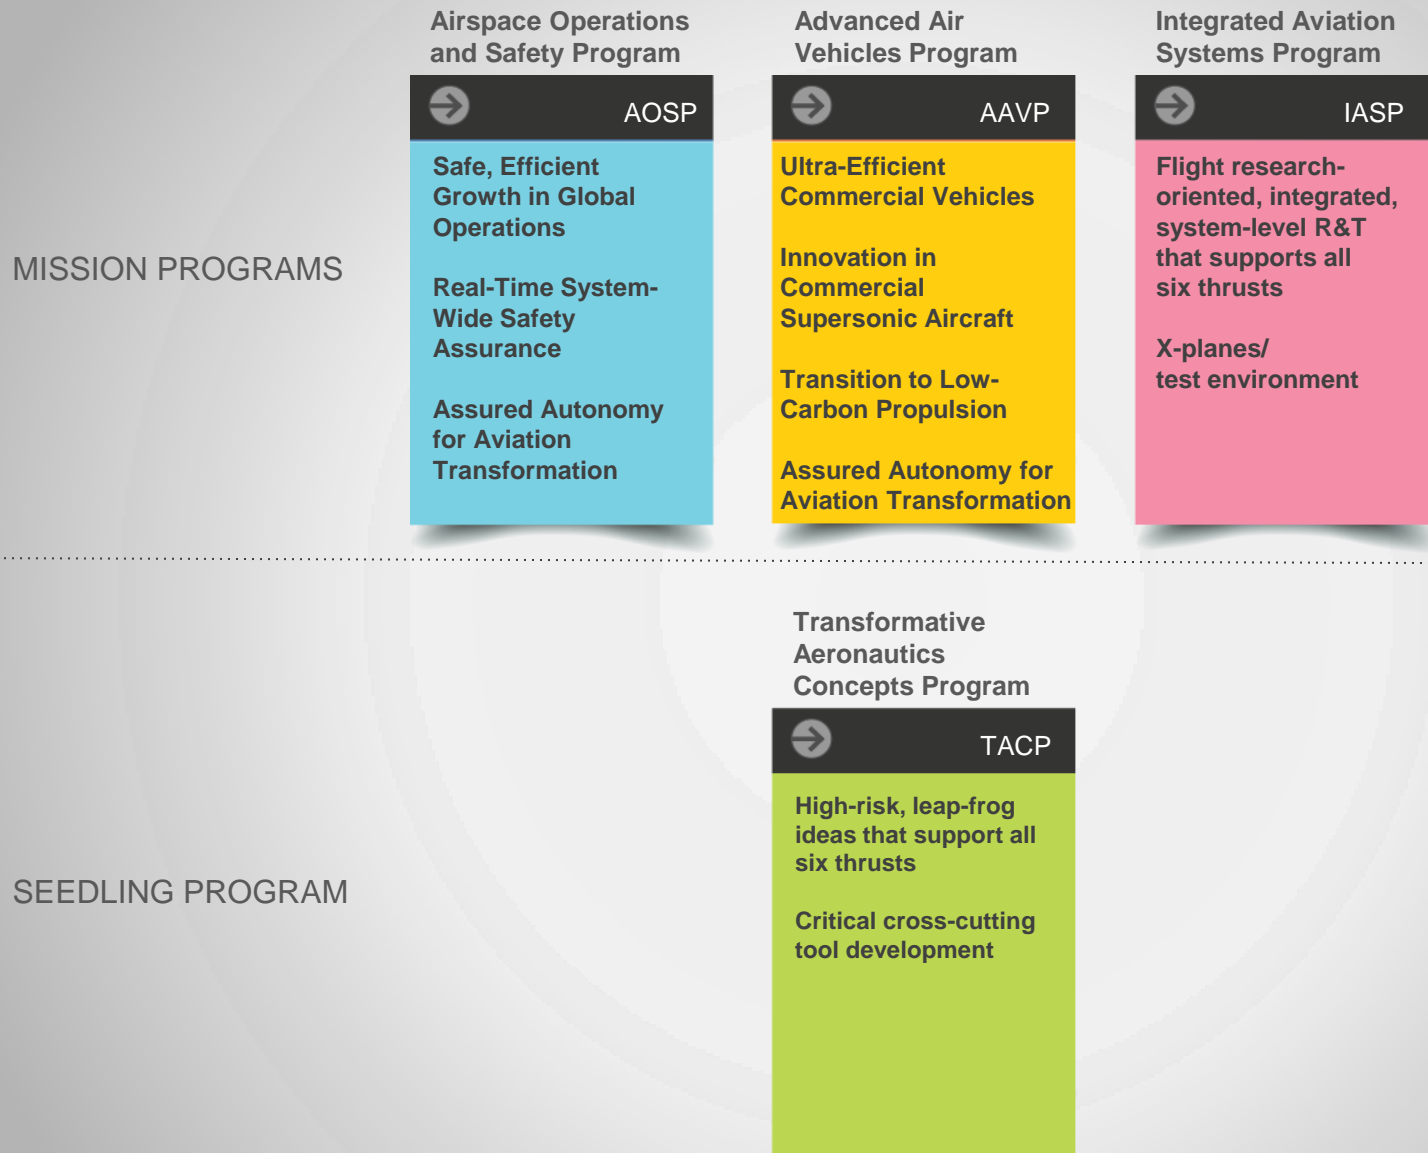 Airspace Operations
and Safety Program
AOSP
Safe, Efficient
Growth in Global
Operations
Real-Time System-
Wide Safety
Assurance
Assured Autonomy
for Aviation
Transformation
Advanced Air
Vehicles Program
AAVP
Ultra-Efficient
Commercial Vehicles
Innovation in
Commercial
Supersonic Aircraft
Transition to Low-
Carbon Propulsion
Assured Autonomy for
Aviation Transformation
Integrated Aviation
Systems Program
IASP
Flight research-
oriented, integrated,
system-level R&T
that supports all
six thrusts
X-planes/
test environment
MISSION PROGRAMS
Transformative
Aeronautics
Concepts Program
TACP
High-risk, leap-frog
ideas that support all
six thrusts
Critical cross-cutting
tool development
SEEDLING PROGRAM